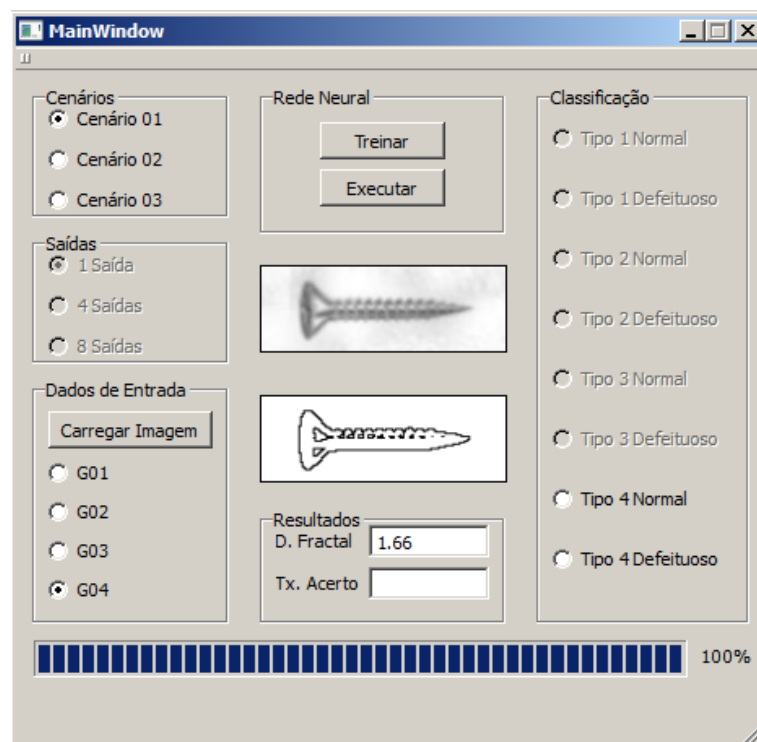 MainWindow
Cenários
Cenário 01
Cenário 02
Cenário 03
Saídas
1 Saída
4 Saídas
8 Saídas
Dados de Entrada
Carregar Imagem
G01
G02
G03
G04
Rede Neural
Treinar
Executar
Resultados
D. Fractal 1.66
Tx. Acerto
Classificação
Tipo 1 Normal
Tipo 1 Defeituoso
Tipo 2 Normal
Tipo 2 Defeituoso
Tipo 3 Normal
Tipo 3 Defeituoso
Tipo 4 Normal
Tipo 4 Defeituoso
100%